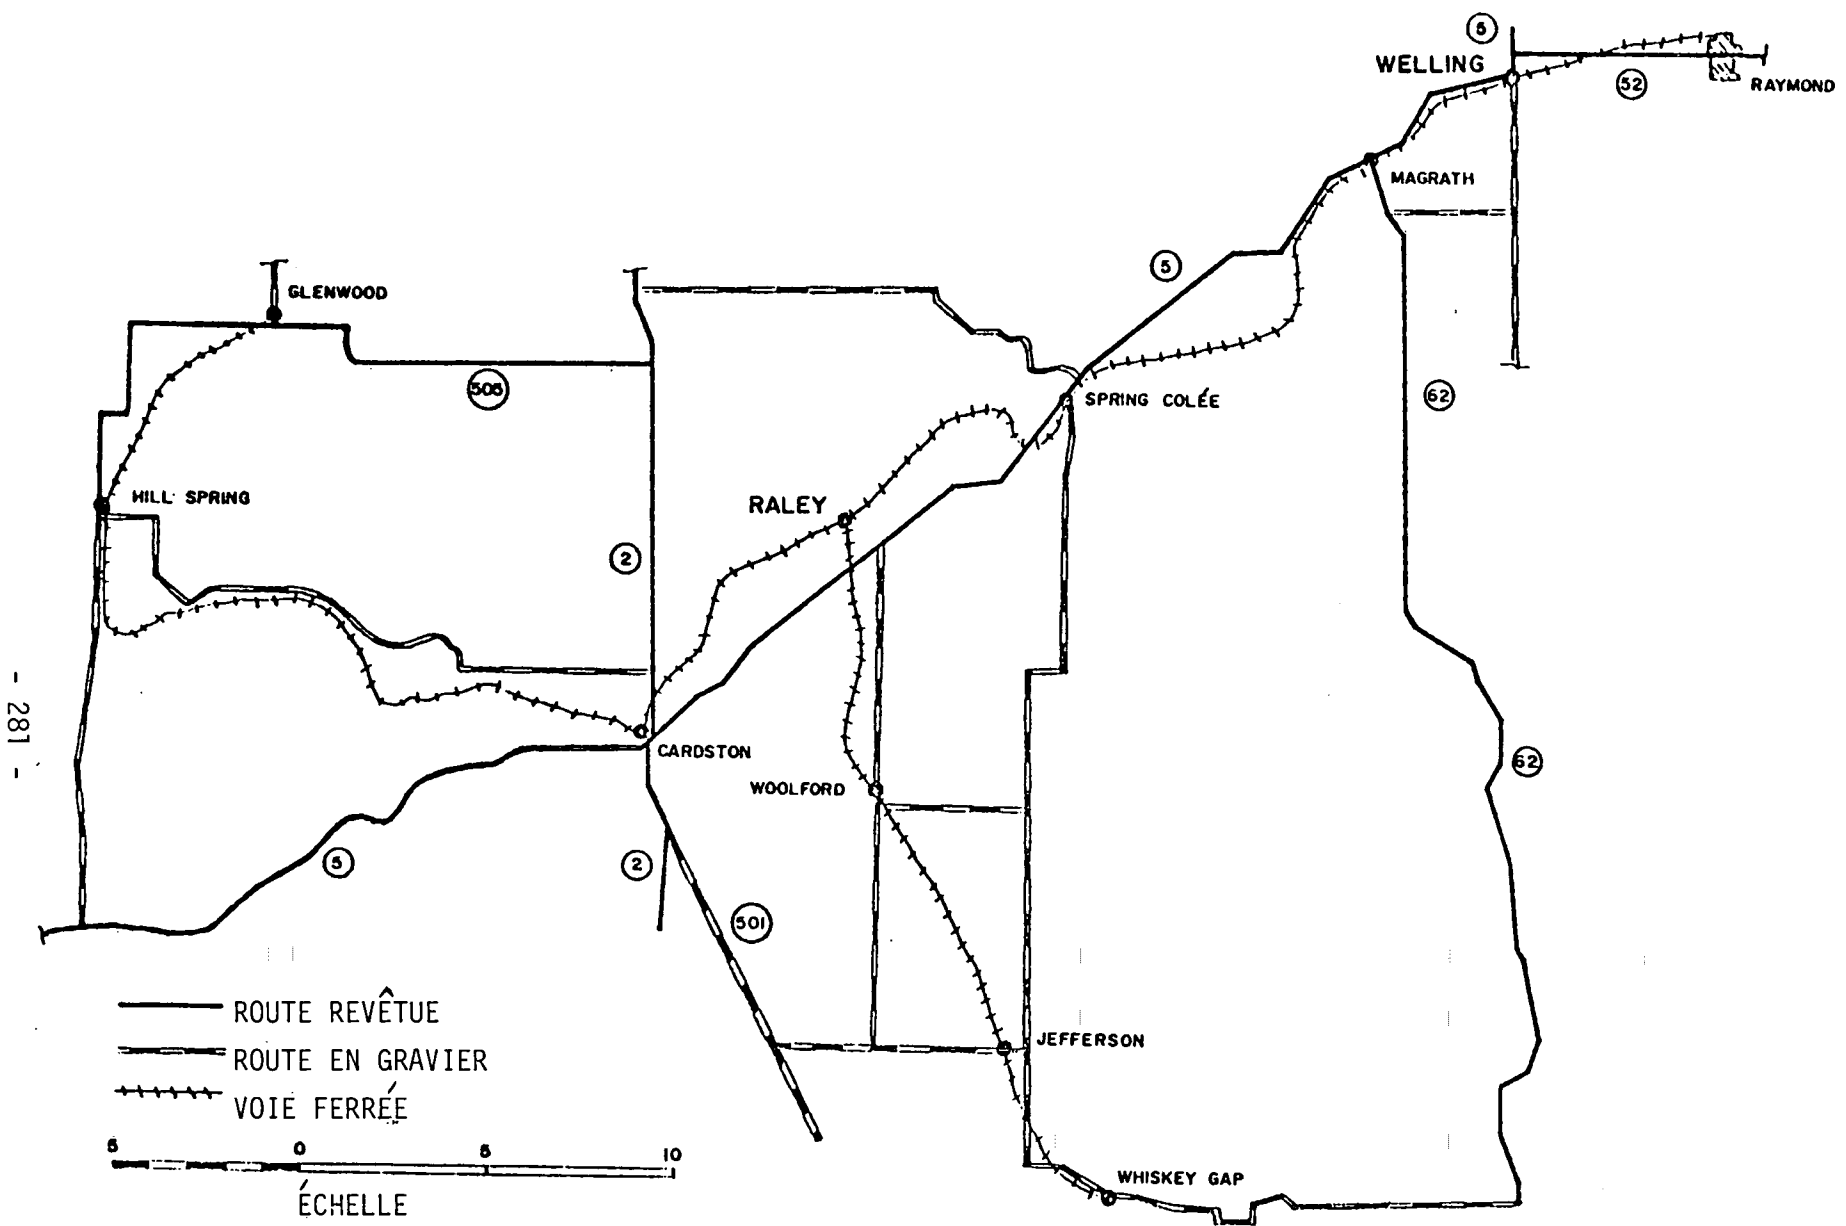 5
WELLING
52
RAYMOND
MAGRATH
5
GLENWOOD
505
SPRING COLÉE
62
HILL SPRING
RALEY
2
- 281 -
CARDSTON
WOOLFORD
62
5
2
501
ROUTE REVÊTUE
JEFFERSON
ROUTE EN GRAVIER
VOIE FERRÉE
5 0 5 10
WHISKEY GAP
ÉCHELLE